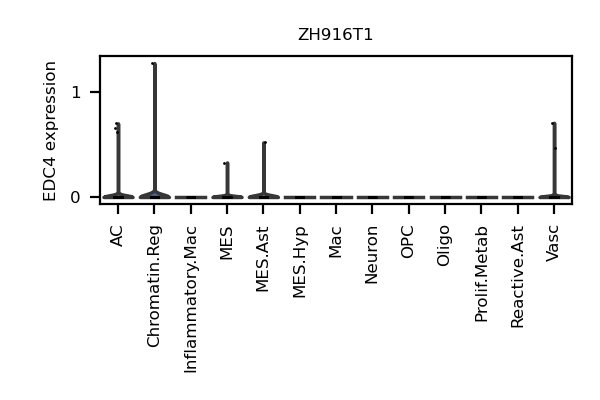 ZH916T1
EDC4 expression
1
0
AC
Chromatin.Reg
Inflammatory.Mac
MES
MES.Ast
MES.Hyp
Mac
Neuron
OPC
Oligo
Prolif.Metab
Reactive.Ast
Vasc